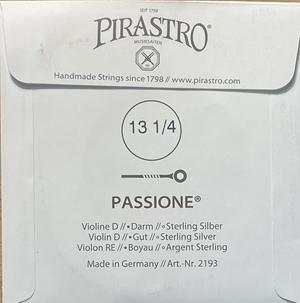 SEIT 1798
PIRASTRO
MUSIKSAITEN
Handmade Strings since 1798 // www.pirastro.com
13 1/4
PASSIONE®
Violine D//•Darm//◦Sterling Silber
Violin D//•Gut//◦Sterling Silver
Violon RE//•Boyau//◦Argent Sterling
Made in Germany//Art.-Nr. 2193